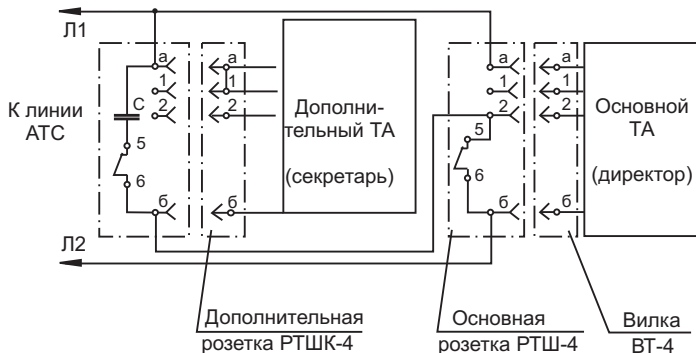 Л1
К линии
АТС
а
1
2
С
5
6
б
а
1
2
б
Дополни-
тельный ТА
(секретарь)
а
1
2
5
6
б
а
1
2
б
Основной
ТА
(директор)
Л2
Дополнительная
розетка РТШК-4
Основная
розетка РТШ-4
Вилка
ВТ-4